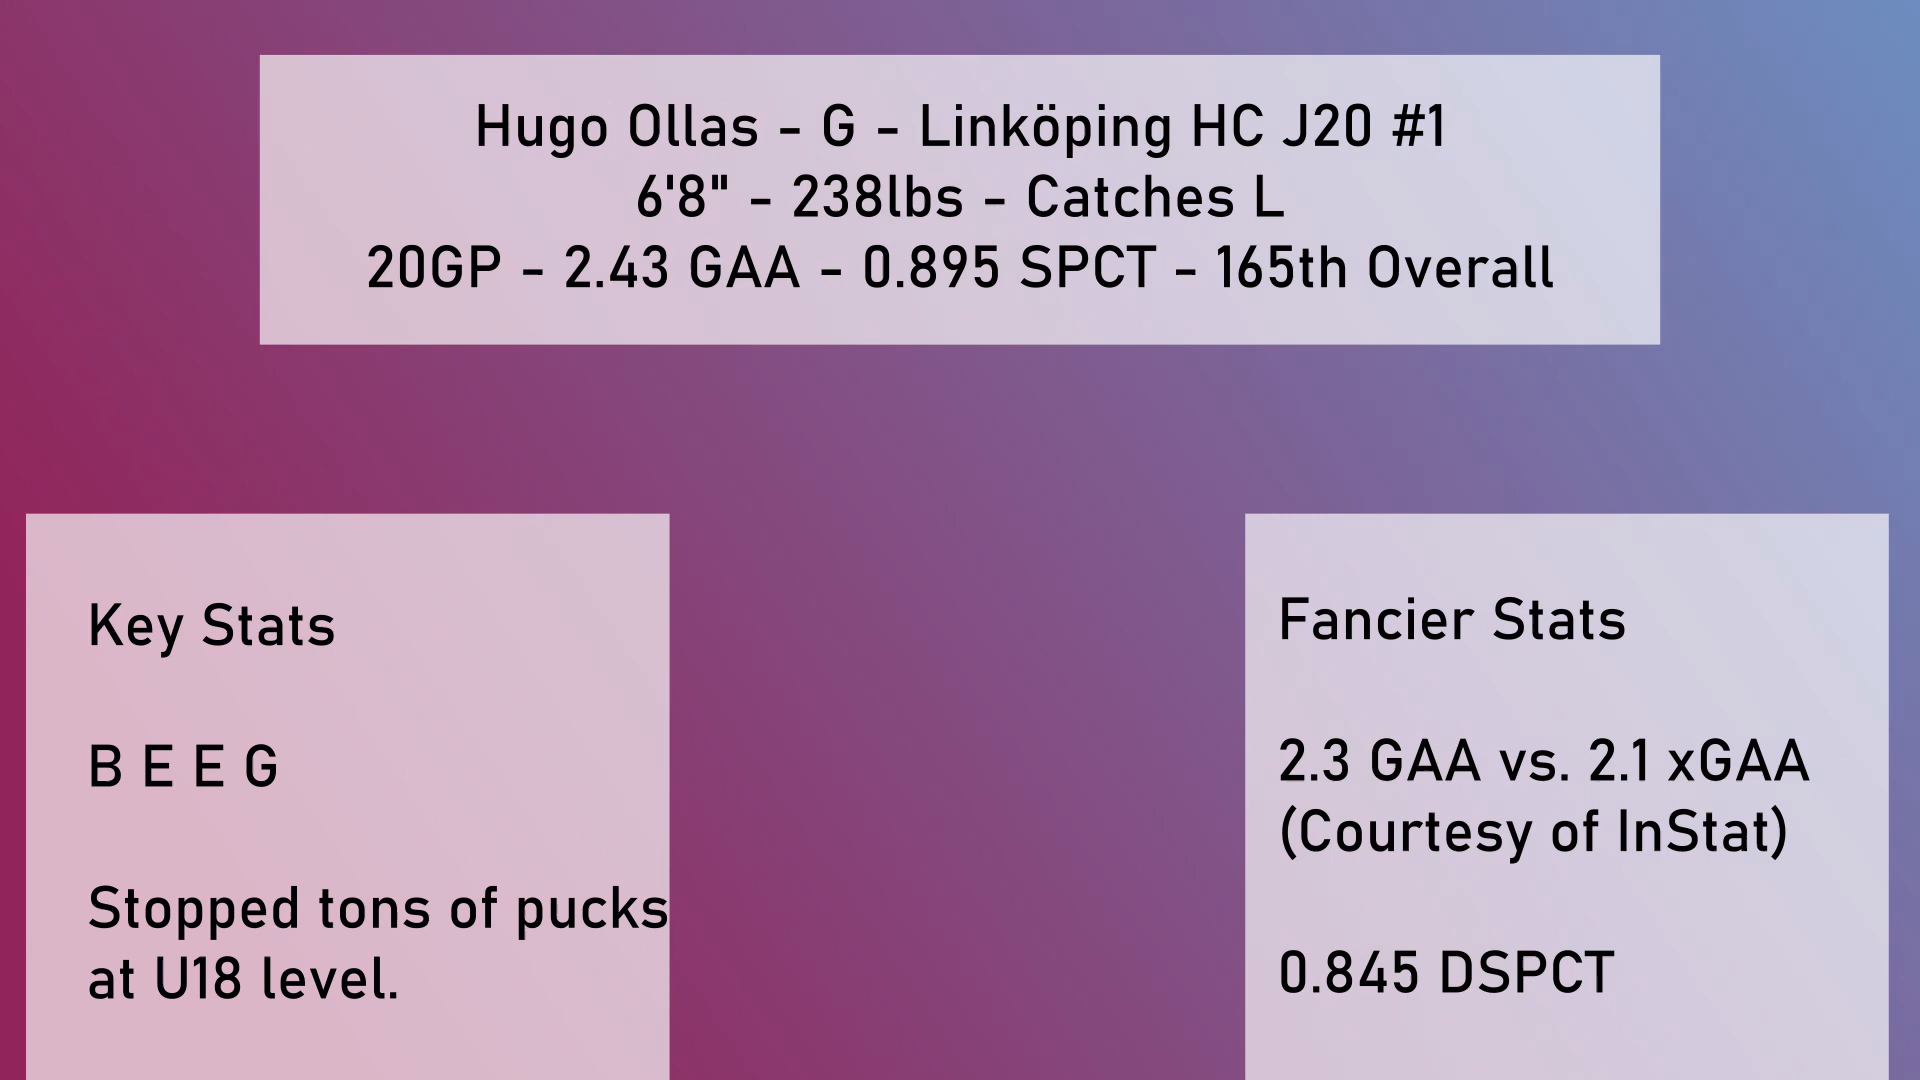 Hugo Ollas - G - Linköping HC J20 #1
6'8" - 238lbs - Catches L
20GP - 2.43 GAA - 0.895 SPCT - 165th Overall
Key Stats
B E E G
Stopped tons of pucks
at U18 level.
Fancier Stats
2.3 GAA vs. 2.1 xGAA
(Courtesy of InStat)
0.845 DSPCT